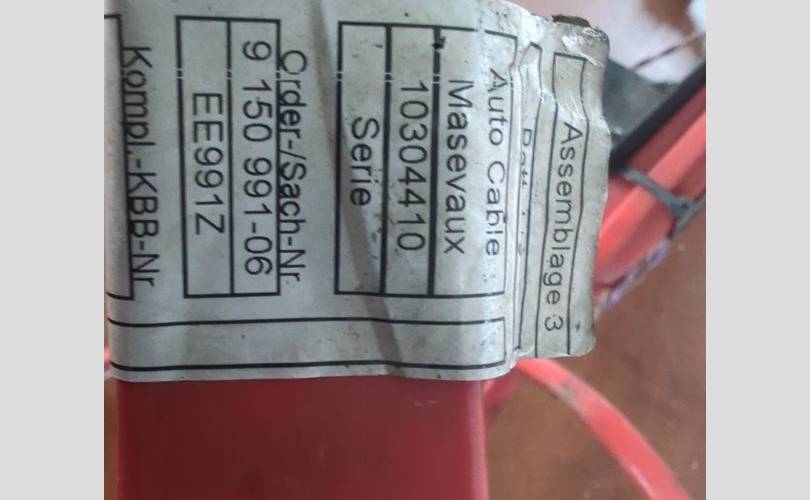 Assemblage 3
Auto Cable
Masevaux
10304410
Serie
Order-/Sach-Nr
9 150 991-06
EE991Z
Kompl.-KBB-Nr